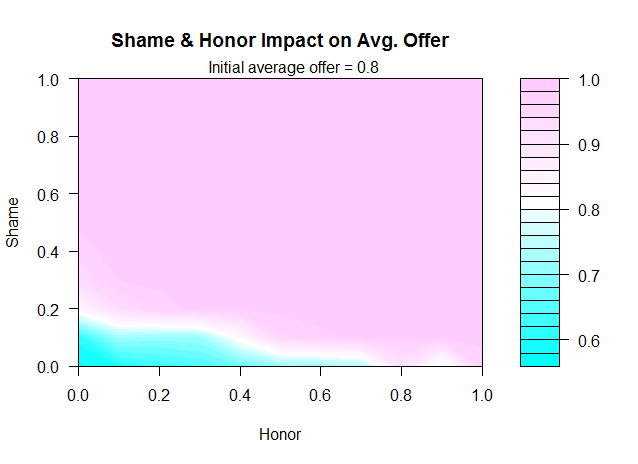 Shame & Honor Impact on Avg. Offer
Initial average offer = 0.8
1.0
0.8
0.6
0.4
0.2
0.0
Shame
0.0 0.2 0.4 0.6 0.8 1.0
Honor
1.0
0.9
0.8
0.7
0.6